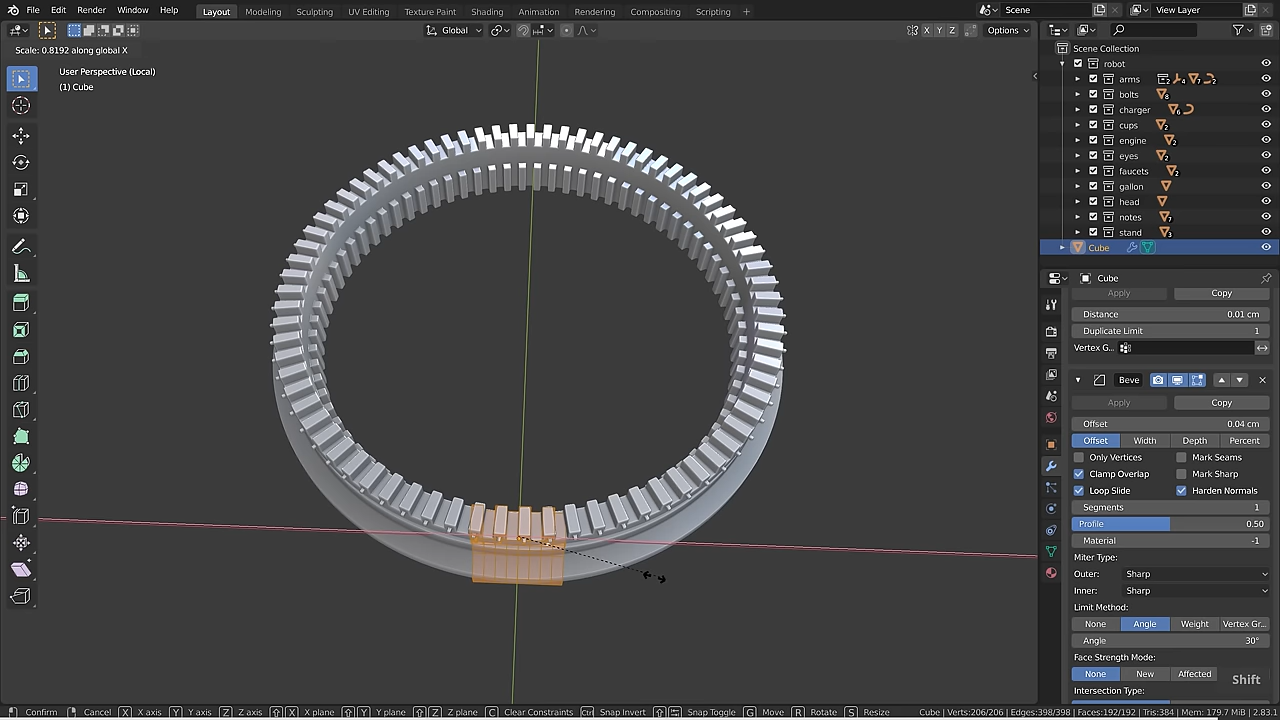 File Edit Render Window Help Layout Modeling Sculpting UV Editing Texture Paint Shading Animation Rendering Compositing Scripting + Scene View Layer
Global X Y Z Options
Scale: 0.8192 along global X
User Perspective (Local)
(1) Cube
Scene Collection
robot
arms
bolts
charger
cups
engine
eyes
faucets
gallon
head
notes
stand
Cube
Cube
Apply Copy
Distance 0.01 cm
Duplicate Limit 1
Vertex G...
Beve
Apply Copy
Offset 0.04 cm
Offset Width Depth Percent
Only Vertices Mark Seams
Clamp Overlap Mark Sharp
Loop Slide Harden Normals
Segments 1
Profile 0.50
Material -1
Miter Type:
Outer: Sharp
Inner: Sharp
Limit Method:
None Angle Weight Vertex Gr...
Angle 30°
Face Strength Mode:
None New Affected
Shift
Intersection Type:
Confirm Cancel X X axis Y Y axis Z Z axis X X plane Y Y plane Z Z plane C Clear Constraints Ctrl Snap Invert Snap Toggle G Move R Rotate S Resize Cube | Verts:206/206 | Edges:398/398 | Faces:192/192 | Tris:384 | Mem: 179.7 MiB | 2.83.1